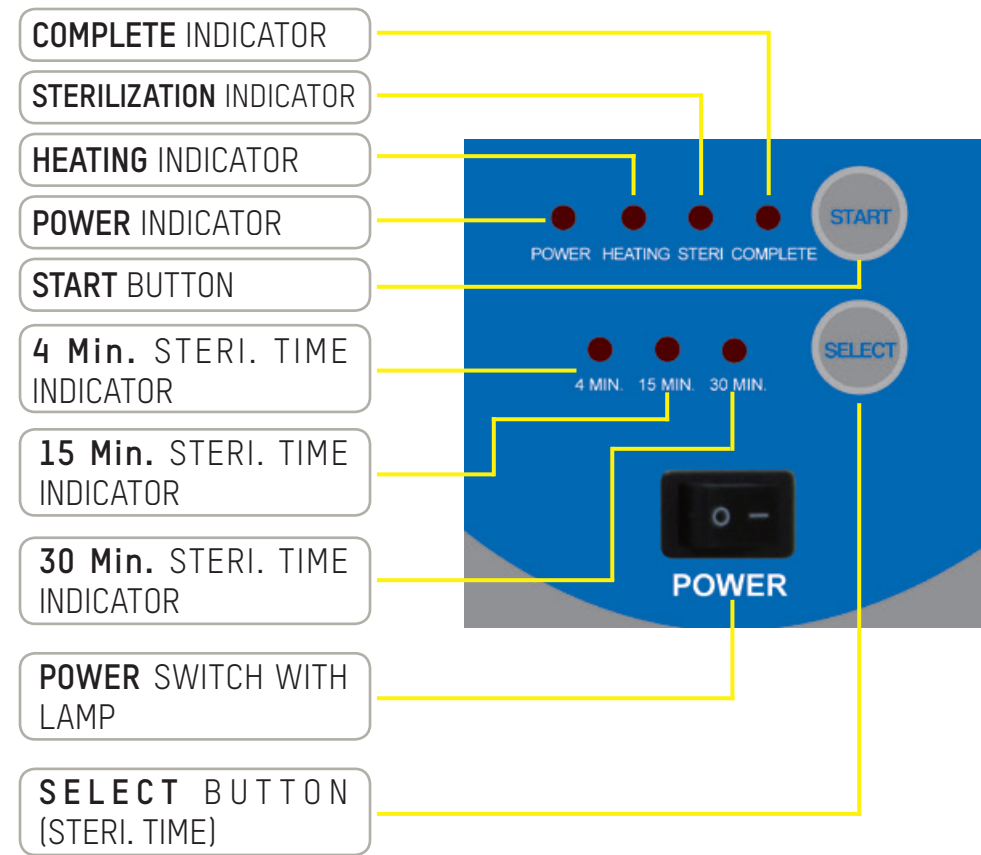 COMPLETE INDICATOR
STERILIZATION INDICATOR
HEATING INDICATOR
POWER INDICATOR
START BUTTON
4 Min. STERI. TIME
INDICATOR
15 Min. STERI. TIME
INDICATOR
30 Min. STERI. TIME
INDICATOR
POWER SWITCH WITH
LAMP
SELECT BUTTON
(STERI. TIME)
START
POWER HEATING STERI COMPLETE
SELECT
4 MIN. 15 MIN. 30 MIN.
O –
POWER